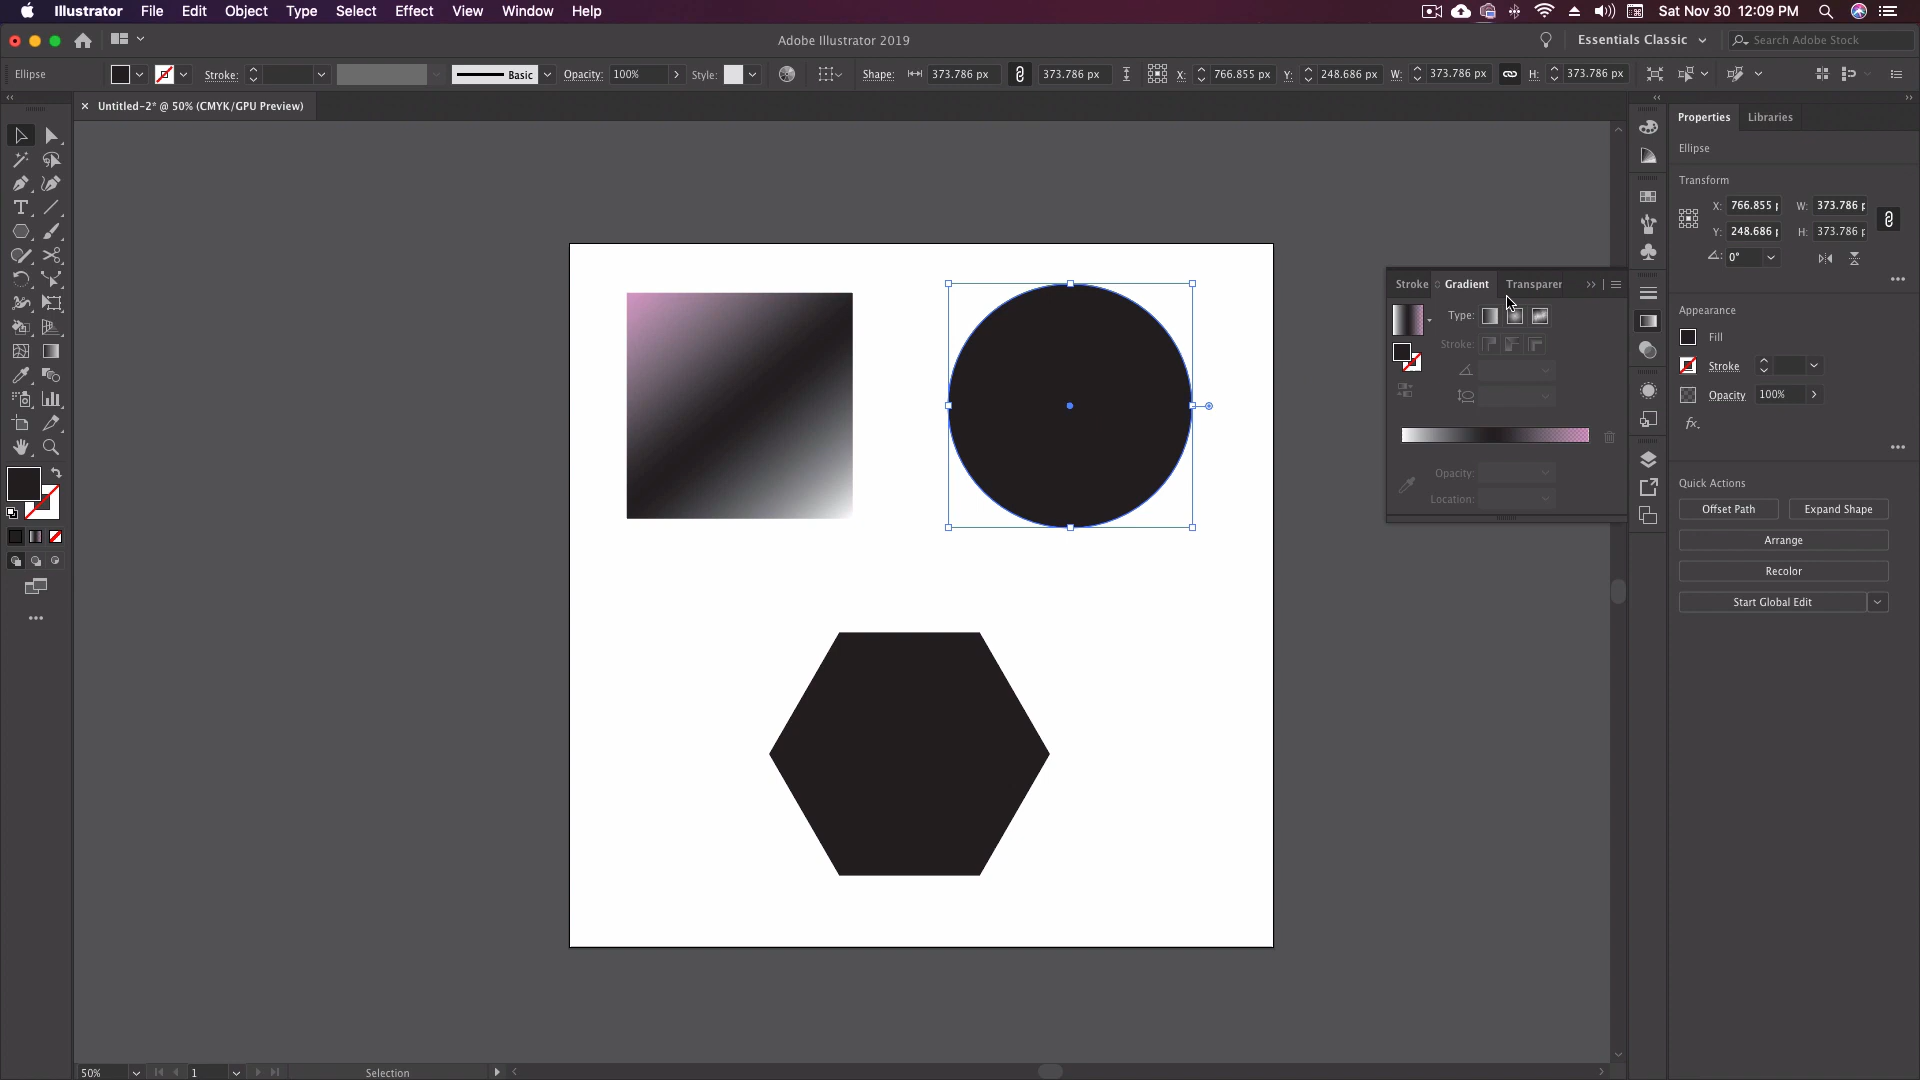 Illustrator File Edit Object Type Select Effect View Window Help
Sat Nov 30 12:09 PM
Adobe Illustrator 2019
Essentials Classic
Search Adobe Stock
Ellipse
Stroke:
Basic
Opacity: 100%
Style:
Shape: 373.786 px 373.786 px
X: 766.855 px Y: 248.686 px W: 373.786 px H: 373.786 px
× Untitled-2* @ 50% (CMYK/GPU Preview)
Properties Libraries
Ellipse
Transform
X: 766.855 W: 373.786 p
Y: 248.686 H: 373.786 p
0°
Appearance
Fill
Stroke
Opacity 100%
fx.
Quick Actions
Offset Path Expand Shape
Arrange
Recolor
Start Global Edit
Stroke Gradient Transparer
Type:
Stroke:
Opacity:
Location:
50% 1 Selection